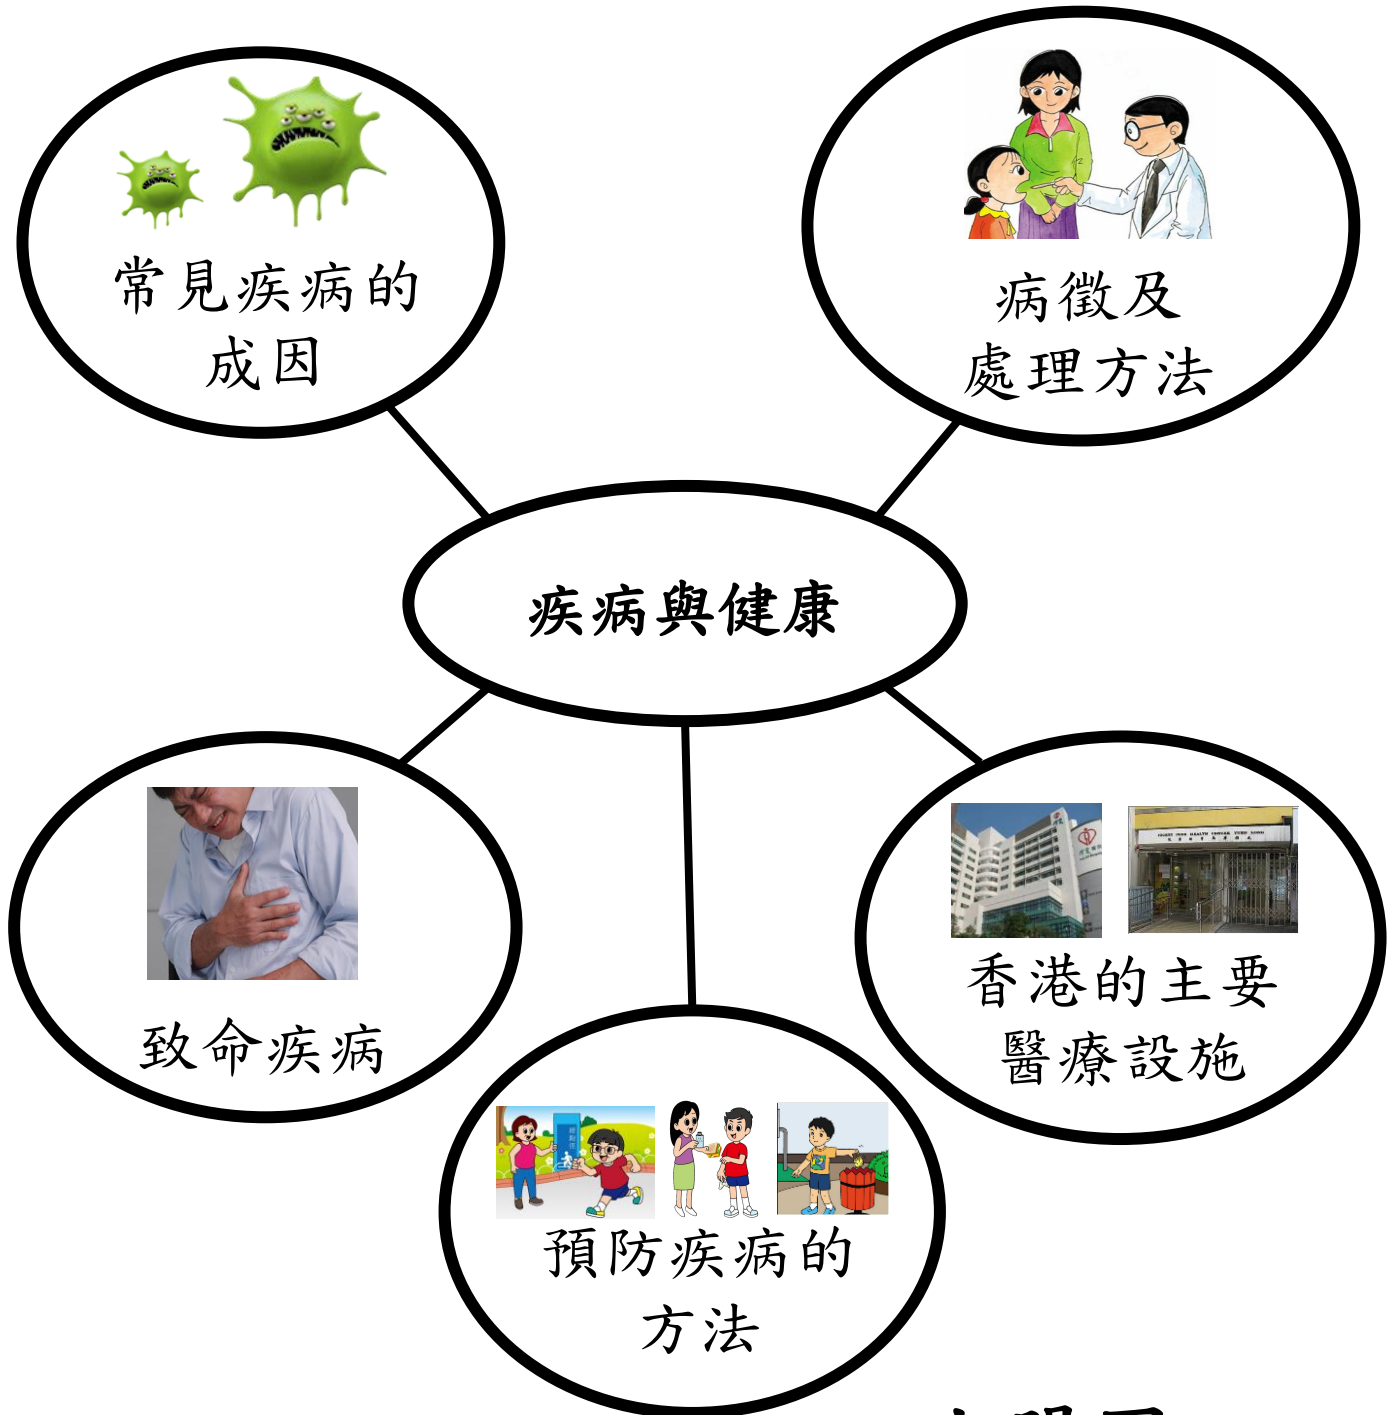 常見疾病的
成因
病徵及
處理方法
疾病與健康
致命疾病
香港的主要
醫療設施
預防疾病的
方法